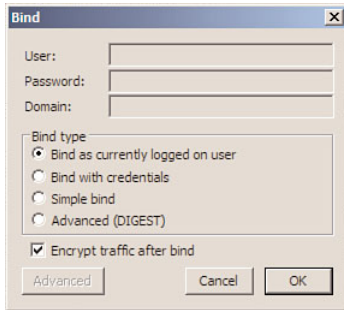 Bind
User:
Password:
Domain:
Bind type
Bind as currently logged on user
Bind with credentials
Simple bind
Advanced (DIGEST)
Encrypt traffic after bind
Advanced Cancel OK